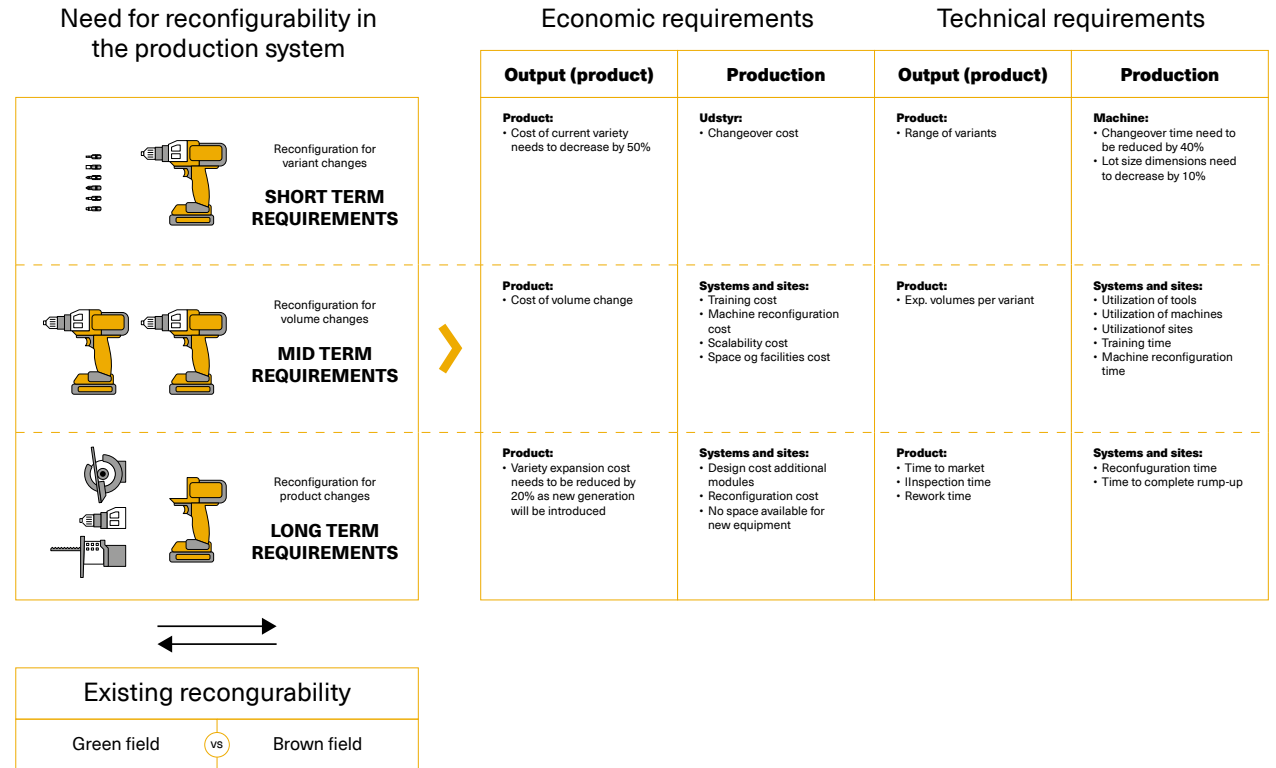 Need for reconfigurability in
the production system
Economic requirements
Technical requirements
Output (product)
Production
Output (product)
Production
Reconfiguration for
variant changes
SHORT TERM
REQUIREMENTS
Product:
• Cost of current variety
needs to decrease by 50%
Udstyr:
• Changeover cost
Product:
• Range of variants
Machine:
• Changeover time need to
be reduced by 40%
• Lot size dimensions need
to decrease by 10%
Reconfiguration for
volume changes
MID TERM
REQUIREMENTS
Product:
• Cost of volume change
Systems and sites:
• Training cost
• Machine reconfiguration
cost
• Scalability cost
• Space og facilities cost
Product:
• Exp. volumes per variant
Systems and sites:
• Utilization of tools
• Utilization of machines
• Utilizationof sites
• Training time
• Machine reconfiguration
time
Reconfiguration for
product changes
LONG TERM
REQUIREMENTS
Product:
• Variety expansion cost
needs to be reduced by
20% as new generation
will be introduced
Systems and sites:
• Design cost additional
modules
• Reconfiguration cost
• No space available for
new equipment
Product:
• Time to market
• IInspection time
• Rework time
Systems and sites:
• Reconfuguration time
• Time to complete rump-up
Existing recongurability
Green field
vs
Brown field